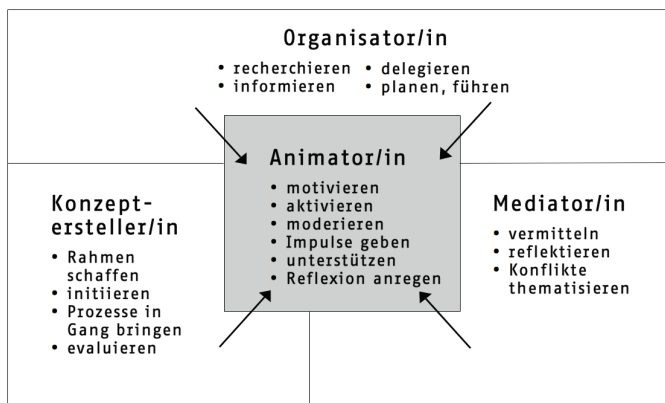 Organisator/in
• recherchieren • delegieren
• informieren • planen, führen
Animator/in
• motivieren
• aktivieren
• moderieren
• Impulse geben
• unterstützen
• Reflexion anregen
Konzept-
ersteller/in
• Rahmen
schaffen
• initiieren
• Prozesse in
Gang bringen
• evaluieren
Mediator/in
• vermitteln
• reflektieren
• Konflikte
thematisieren